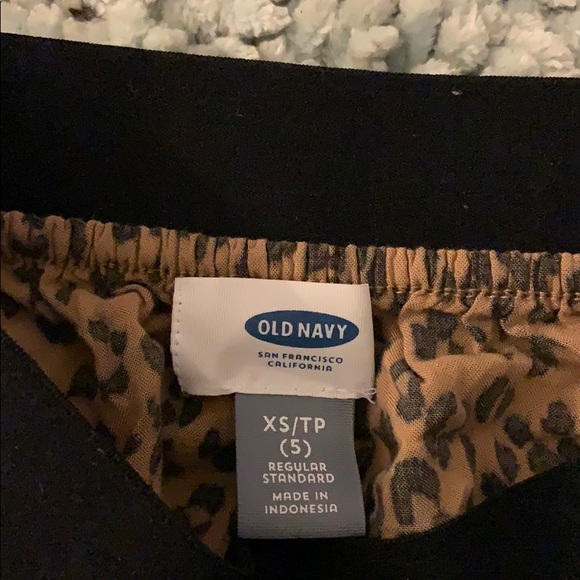 OLD NAVY
SAN FRANCISCO
CALIFORNIA
XS/TP
(5)
REGULAR
STANDARD
MADE IN
INDONESIA